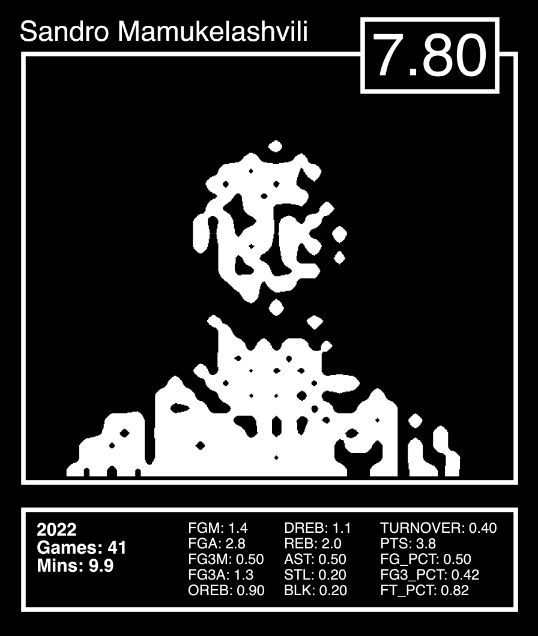 Sandro Mamukelashvili
7.80
2022
Games: 41
Mins: 9.9
FGM: 1.4
FGA: 2.8
FG3M: 0.50
FG3A: 1.3
OREB: 0.90
DREB: 1.1
REB: 2.0
AST: 0.50
STL: 0.20
BLK: 0.20
TURNOVER: 0.40
PTS: 3.8
FG_PCT: 0.50
FG3_PCT: 0.42
FT_PCT: 0.82